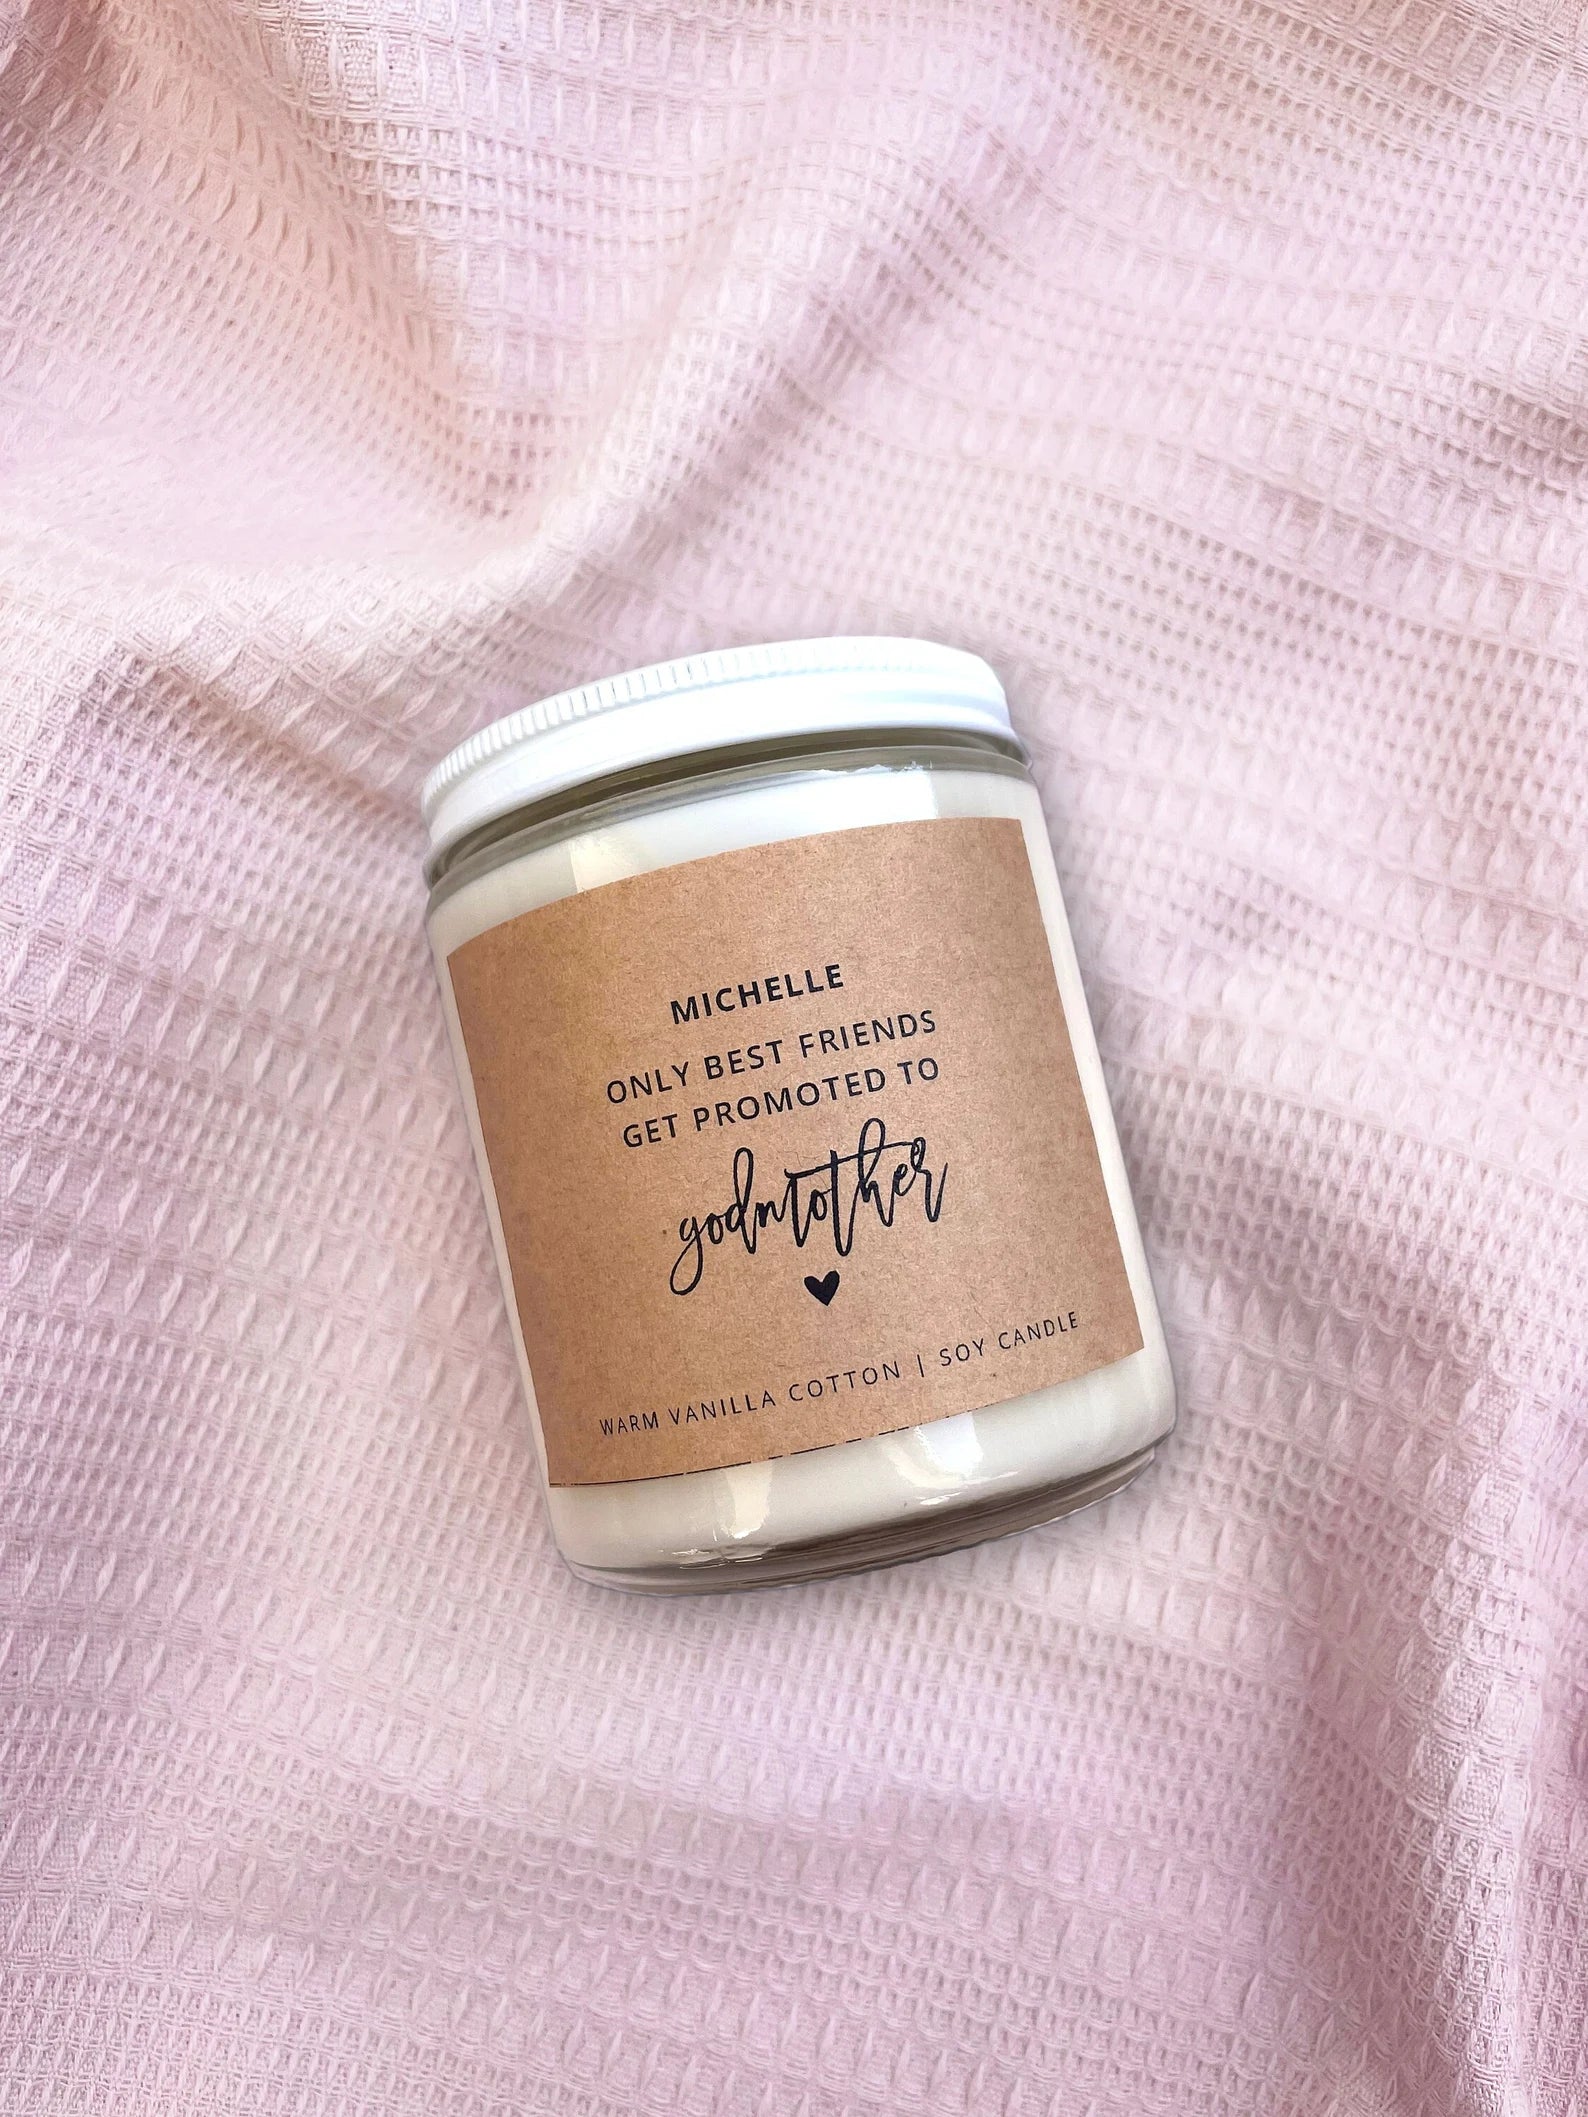 MICHELLE
ONLY BEST FRIENDS
GET PROMOTED TO
godmother
WARM VANILLA COTTON | SOY CANDLE